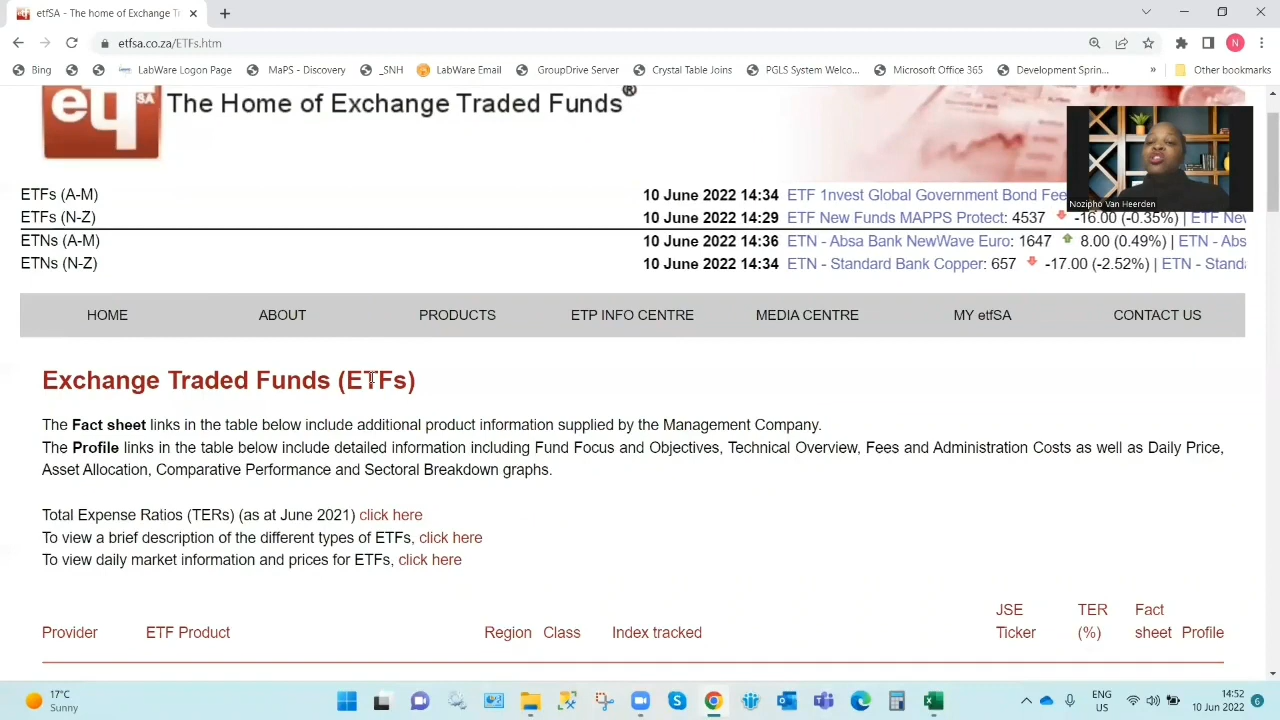 etfSA - The home of Exchange Tr
etfsa.co.za/ETFs.htm
N
Bing
LabWare Logon Page
MaPS - Discovery
_SNH
LabWare Email
GroupDrive Server
Crystal Table Joins
PGLS System Welco...
Microsoft Office 365
Development Sprin...
»
Other bookmarks
eq SA The Home of Exchange Traded Funds®
ETFs (A-M) 10 June 2022 14:34 ETF 1nvest Global Government Bond Fee
Nozipho Van Heerden
ETFs (N-Z) 10 June 2022 14:29 ETF New Funds MAPPS Protect: 4537 -16.00 (-0.35%) | ETF Nev
ETNs (A-M) 10 June 2022 14:36 ETN - Absa Bank NewWave Euro: 1647 8.00 (0.49%) | ETN - Abs
ETNs (N-Z) 10 June 2022 14:34 ETN - Standard Bank Copper: 657 -17.00 (-2.52%) | ETN - Standa
HOME ABOUT PRODUCTS ETP INFO CENTRE MEDIA CENTRE MY etfSA CONTACT US
Exchange Traded Funds (ETFs)
The Fact sheet links in the table below include additional product information supplied by the Management Company.
The Profile links in the table below include detailed information including Fund Focus and Objectives, Technical Overview, Fees and Administration Costs as well as Daily Price,
Asset Allocation, Comparative Performance and Sectoral Breakdown graphs.
Total Expense Ratios (TERs) (as at June 2021) click here
To view a brief description of the different types of ETFs, click here
To view daily market information and prices for ETFs, click here
JSE TER Fact
Provider ETF Product Region Class Index tracked Ticker (%) sheet Profile
17°C
Sunny
ENG
US
14:52
10 Jun 2022
6